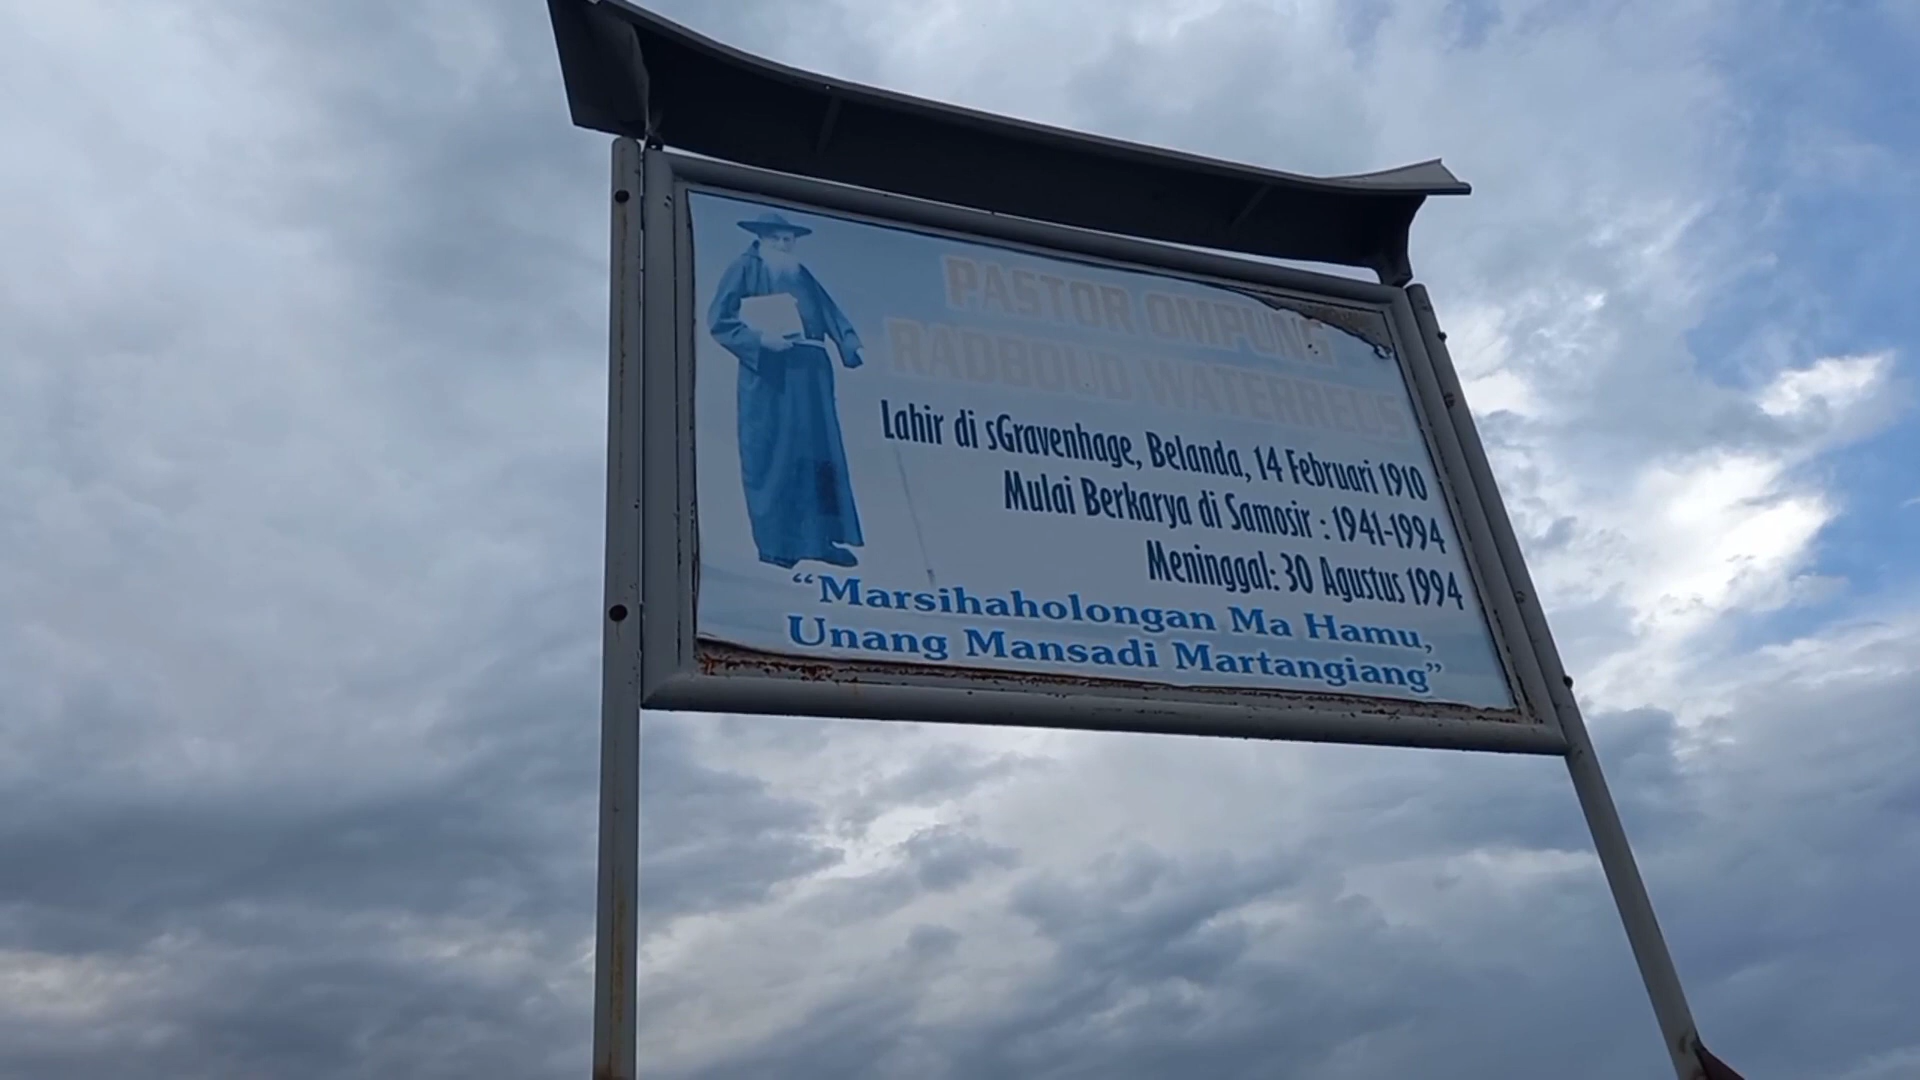 PASTOR OMPUNG
RADBOUD WATERREUS
Lahir di sGravenhage, Belanda, 14 Februari 1910
Mulai Berkarya di Samosir : 1941-1994
Meninggal: 30 Agustus 1994
“Marsihaholongan Ma Hamu,
Unang Mansadi Martangiang”